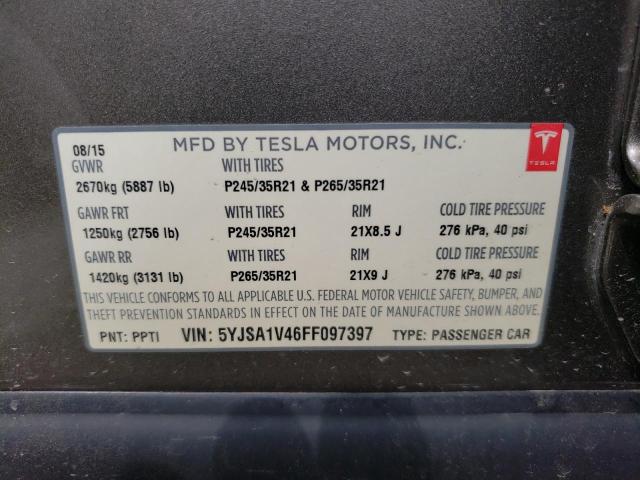 08/15 MFD BY TESLA MOTORS, INC.
TESLA
GVWR WITH TIRES
2670kg (5887 lb) P245/35R21 & P265/35R21
GAWR FRT WITH TIRES RIM COLD TIRE PRESSURE
1250kg (2756 lb) P245/35R21 21X8.5 J 276 kPa, 40 psi
GAWR RR WITH TIRES RIM COLD TIRE PRESSURE
1420kg (3131 lb) P265/35R21 21X9 J 276 kPa, 40 psi
THIS VEHICLE CONFORMS TO ALL APPLICABLE U.S. FEDERAL MOTOR VEHICLE SAFETY, BUMPER, AND
THEFT PREVENTION STANDARDS IN EFFECT ON THE DATE OF MANUFACTURE SHOWN ABOVE.
PNT: PPTI VIN: 5YJSA1V46FF097397 TYPE: PASSENGER CAR